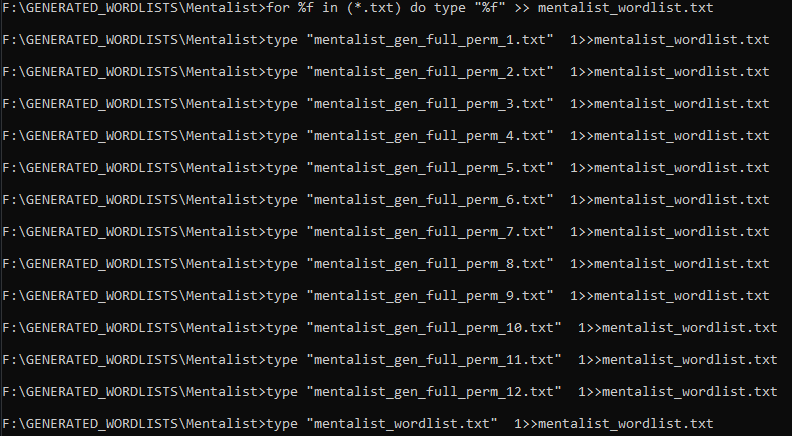 F:\GENERATED_WORDLISTS\Mentalist>for %f in (*.txt) do type "%f" >> mentalist_wordlist.txt
F:\GENERATED_WORDLISTS\Mentalist>type "mentalist_gen_full_perm_1.txt"  1>>mentalist_wordlist.txt
F:\GENERATED_WORDLISTS\Mentalist>type "mentalist_gen_full_perm_2.txt"  1>>mentalist_wordlist.txt
F:\GENERATED_WORDLISTS\Mentalist>type "mentalist_gen_full_perm_3.txt"  1>>mentalist_wordlist.txt
F:\GENERATED_WORDLISTS\Mentalist>type "mentalist_gen_full_perm_4.txt"  1>>mentalist_wordlist.txt
F:\GENERATED_WORDLISTS\Mentalist>type "mentalist_gen_full_perm_5.txt"  1>>mentalist_wordlist.txt
F:\GENERATED_WORDLISTS\Mentalist>type "mentalist_gen_full_perm_6.txt"  1>>mentalist_wordlist.txt
F:\GENERATED_WORDLISTS\Mentalist>type "mentalist_gen_full_perm_7.txt"  1>>mentalist_wordlist.txt
F:\GENERATED_WORDLISTS\Mentalist>type "mentalist_gen_full_perm_8.txt"  1>>mentalist_wordlist.txt
F:\GENERATED_WORDLISTS\Mentalist>type "mentalist_gen_full_perm_9.txt"  1>>mentalist_wordlist.txt
F:\GENERATED_WORDLISTS\Mentalist>type "mentalist_gen_full_perm_10.txt"  1>>mentalist_wordlist.txt
F:\GENERATED_WORDLISTS\Mentalist>type "mentalist_gen_full_perm_11.txt"  1>>mentalist_wordlist.txt
F:\GENERATED_WORDLISTS\Mentalist>type "mentalist_gen_full_perm_12.txt"  1>>mentalist_wordlist.txt
F:\GENERATED_WORDLISTS\Mentalist>type "mentalist_wordlist.txt"  1>>mentalist_wordlist.txt